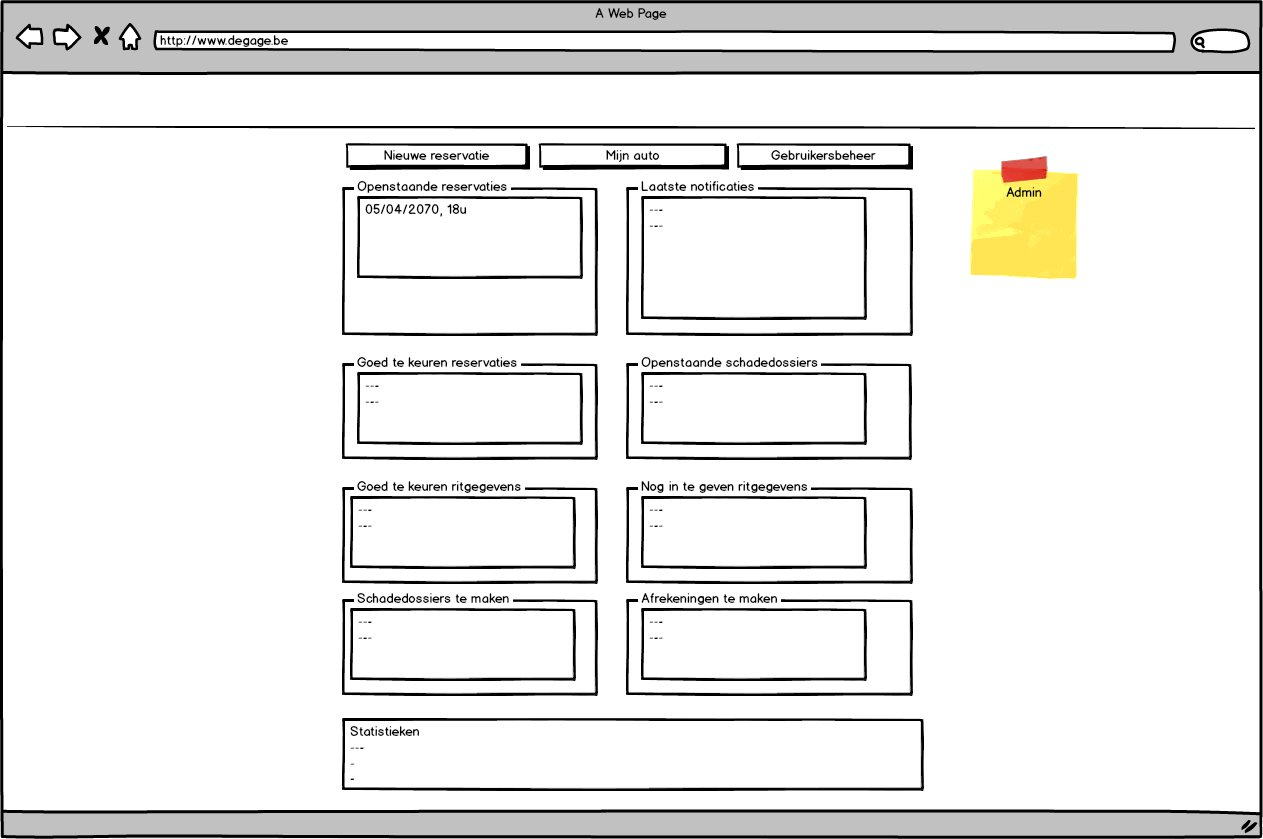 A Web Page
http://www.degage.be
Nieuwe reservatie
Mijn auto
Gebruikersbeheer
Admin
Openstaande reservaties
05/04/2070, 18u
Laatste notificaties
---
---
Goed te keuren reservaties
---
---
Openstaande schadedossiers
---
---
Goed te keuren ritgegevens
---
---
Nog in te geven ritgegevens
---
---
Schadedossiers te maken
---
---
Afrekeningen te maken
---
---
Statistieken
---
-
-